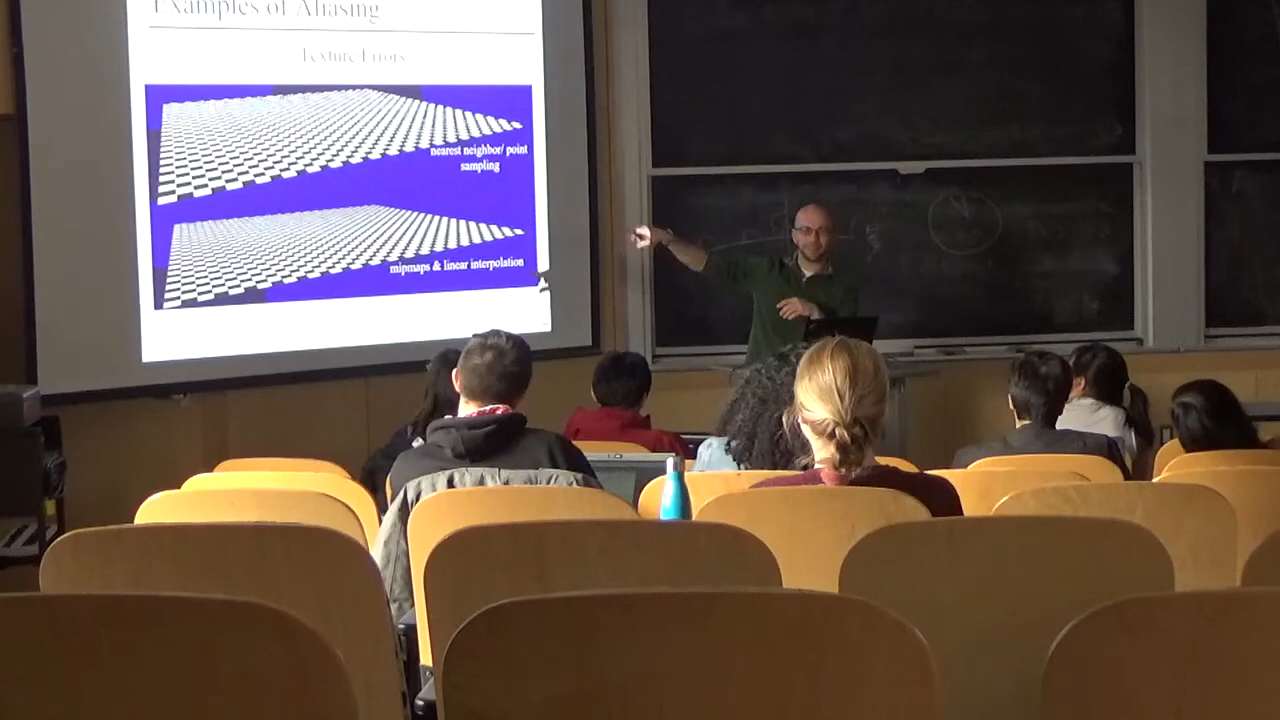 Examples of Aliasing
Texture Errors
nearest neighbor/ point
sampling
mipmaps & linear interpolation